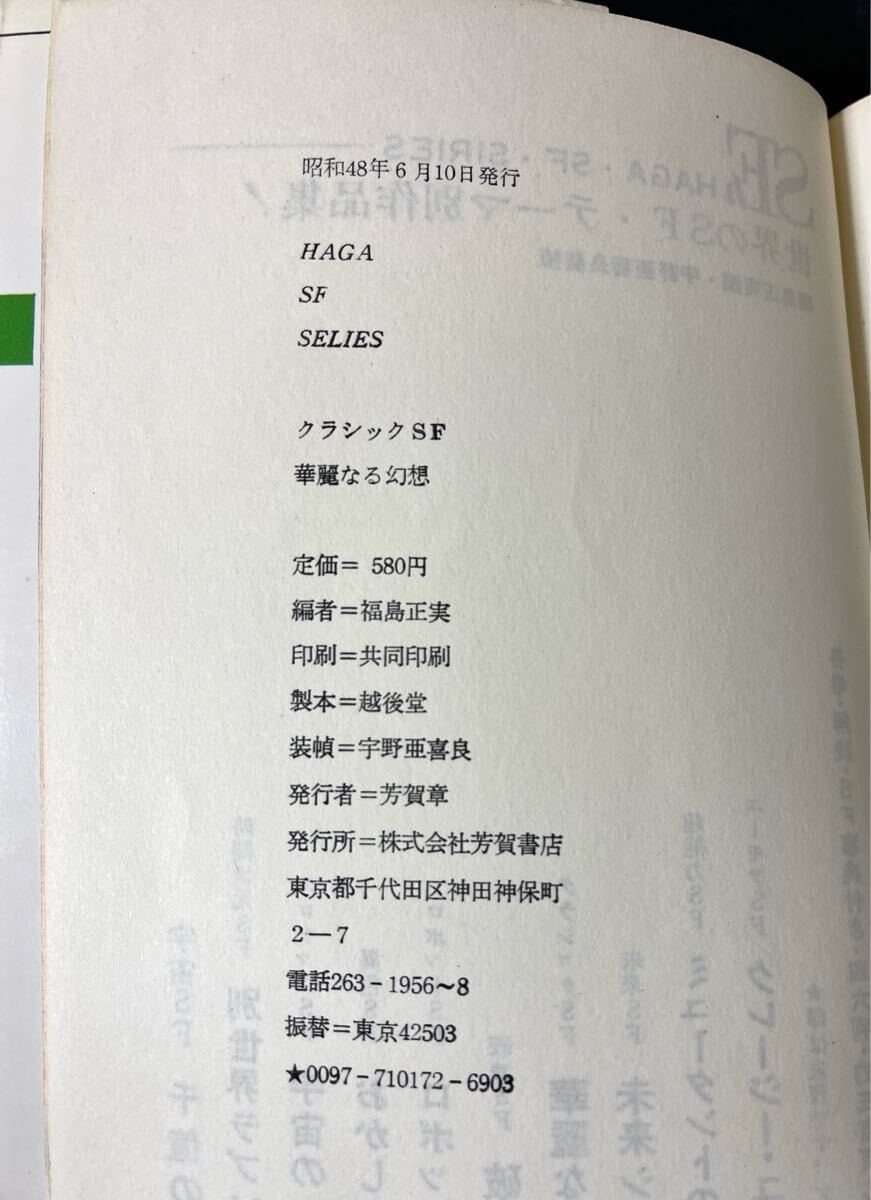 昭和48年6月10日発行
HAGA
SF
SELIES
クラシックSF
華麗なる幻想
定価= 580円
編者=福島正実
印刷=共同印刷
製本=越後堂
装幀=宇野亜喜良
発行者=芳賀章
発行所=株式会社芳賀書店
東京都千代田区神田神保町
2―7
電話263-1956〜8
振替=東京42503
★0097-710172-6903